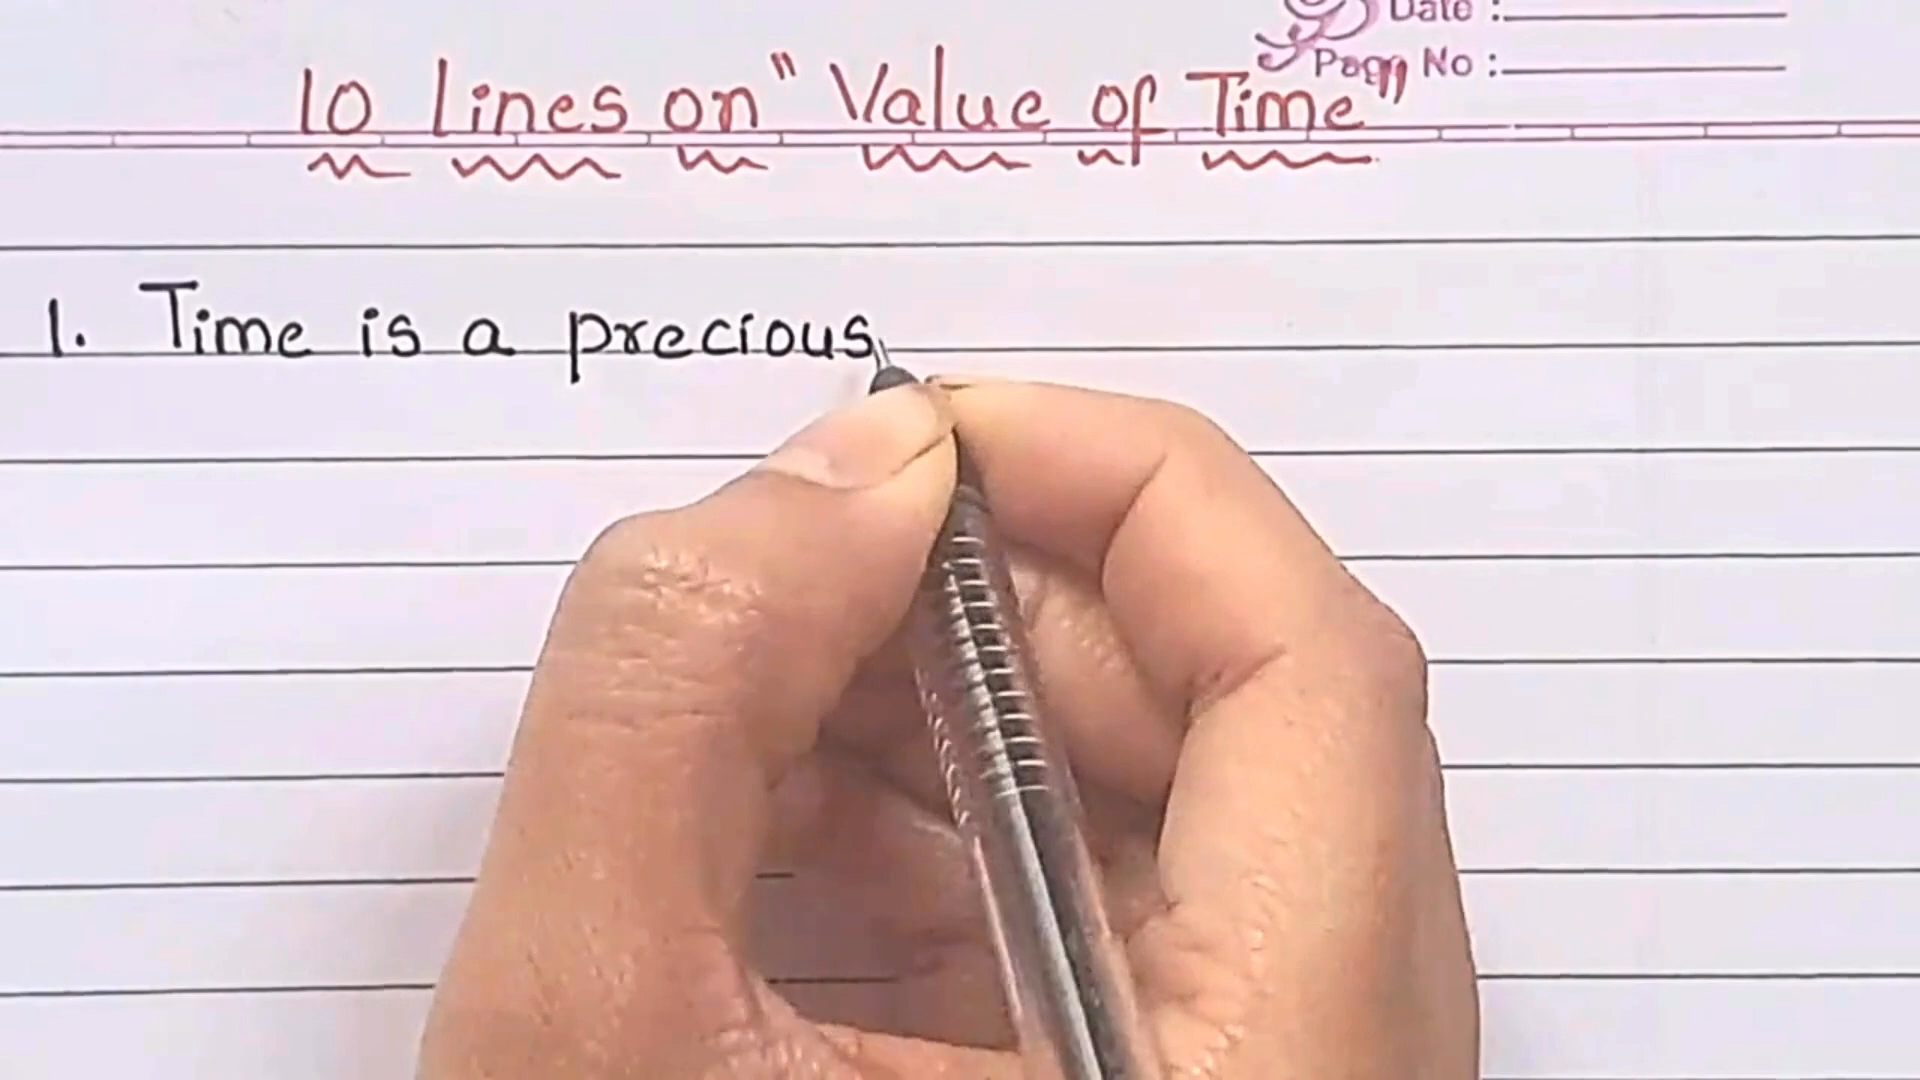 Date :
Page No :
10 Lines on "Value of Time"
1. Time is a precious